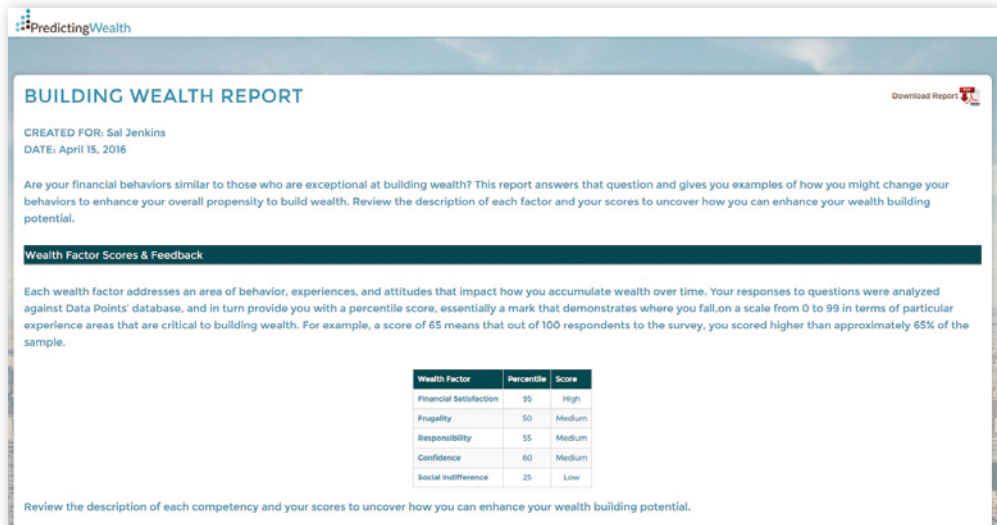 PredictingWealth
BUILDING WEALTH REPORT
Download Report
CREATED FOR: Sal Jenkins
DATE: April 15, 2016
Are your financial behaviors similar to those who are exceptional at building wealth? This report answers that question and gives you examples of how you might change your
behaviors to enhance your overall propensity to build wealth. Review the description of each factor and your scores to uncover how you can enhance your wealth building
potential.
Wealth Factor Scores & Feedback
Each wealth factor addresses an area of behavior, experiences, and attitudes that impact how you accumulate wealth over time. Your responses to questions were analyzed
against Data Points' database, and in turn provide you with a percentile score, essentially a mark that demonstrates where you fall,on a scale from 0 to 99 in terms of particular
experience areas that are critical to building wealth. For example, a score of 65 means that out of 100 respondents to the survey, you scored higher than approximately 65% of the
sample.
Wealth Factor Percentile Score
Financial Satisfaction 95 High
Frugality 50 Medium
Responsibility 55 Medium
Confidence 60 Medium
Social Indifference 25 Low
Review the description of each competency and your scores to uncover how you can enhance your wealth building potential.